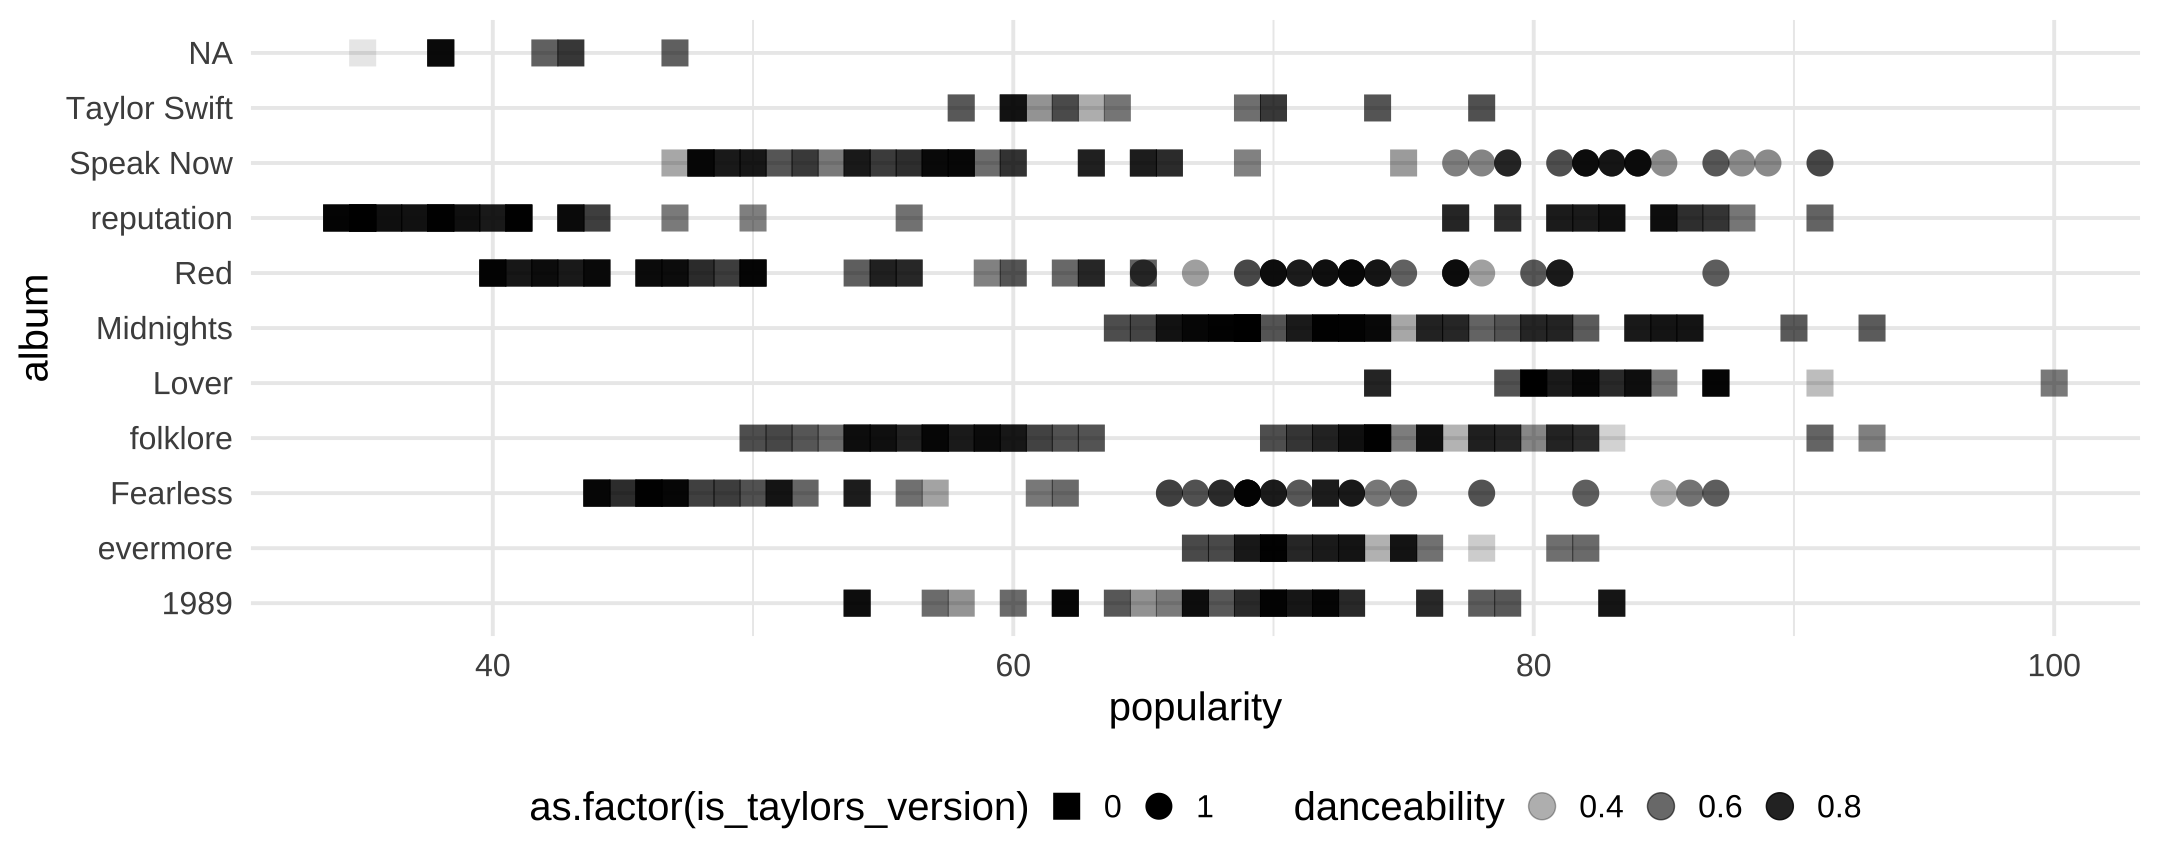 album
NA
Taylor Swift
Speak Now
reputation
Red
Midnights
Lover
folklore
Fearless
evermore
1989
40 60 80 100
popularity
as.factor(is_taylors_version) 0 1 danceability 0.4 0.6 0.8